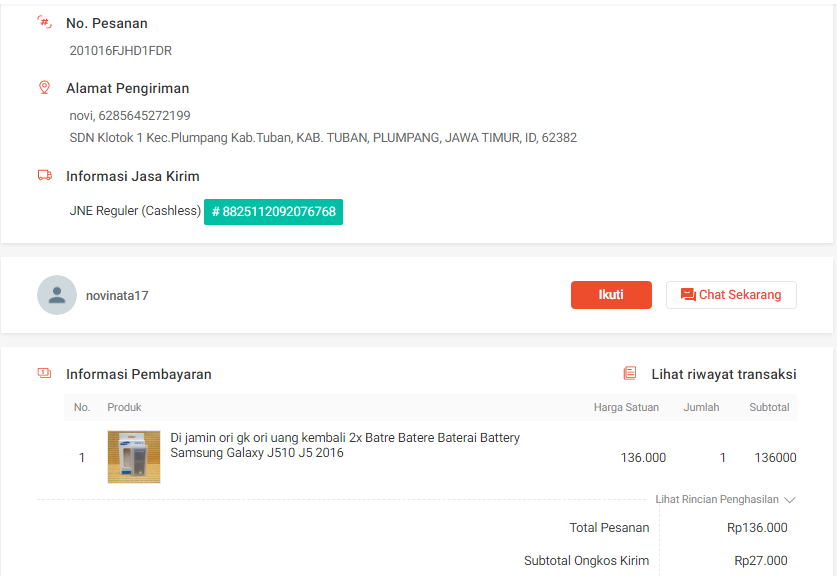 No. Pesanan
201016FJHD1FDR
Alamat Pengiriman
novi, 6285645272199
SDN Klotok 1 Kec.Plumpang Kab.Tuban, KAB. TUBAN, PLUMPANG, JAWA TIMUR, ID, 62382
Informasi Jasa Kirim
JNE Reguler (Cashless) # 8825112092076768
novinata17 Ikuti Chat Sekarang
Informasi Pembayaran Lihat riwayat transaksi
No. Produk Harga Satuan Jumlah Subtotal
Di jamin ori gk ori uang kembali 2x Batre Batere Baterai Battery
Samsung Galaxy J510 J5 2016
1 136.000 1 136000
Lihat Rincian Penghasilan
Total Pesanan Rp136.000
Subtotal Ongkos Kirim Rp27.000